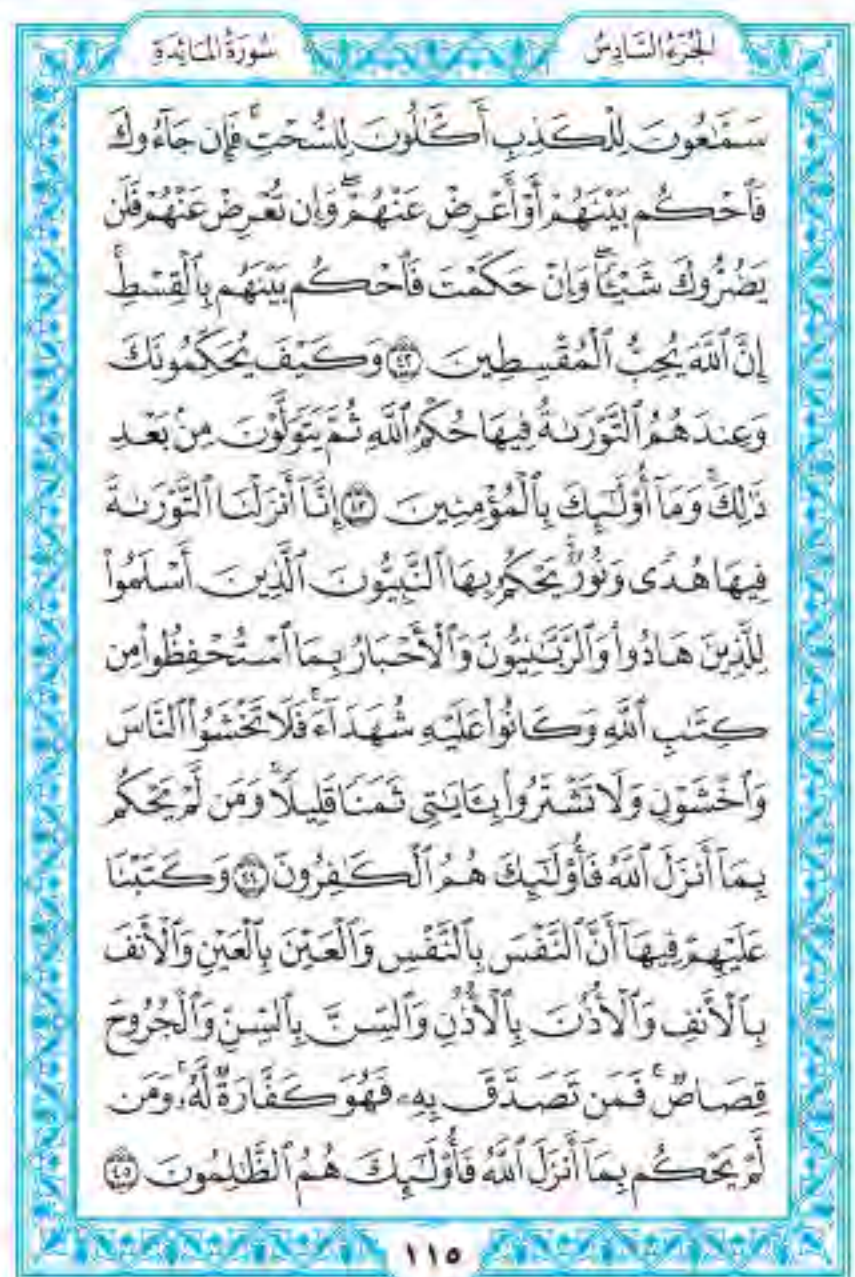 الجُزْءُ السَّادِسُ
سُورَةُ المَائِدَةِ
سَمَّٰعُونَ لِلْكَذِبِ أَكَّٰلُونَ لِلسُّحْتِۚ فَإِن جَآءُوكَ
فَٱحْكُم بَيْنَهُمْ أَوْ أَعْرِضْ عَنْهُمْۖ وَإِن تُعْرِضْ عَنْهُمْ فَلَن
يَضُرُّوكَ شَيْـًٔاۖ وَإِنْ حَكَمْتَ فَٱحْكُم بَيْنَهُم بِٱلْقِسْطِۚ
إِنَّ ٱللَّهَ يُحِبُّ ٱلْمُقْسِطِينَ ٤٢ وَكَيْفَ يُحَكِّمُونَكَ
وَعِندَهُمُ ٱلتَّوْرَىٰةُ فِيهَا حُكْمُ ٱللَّهِ ثُمَّ يَتَوَلَّوْنَ مِنۢ بَعْدِ
ذَٰلِكَۚ وَمَآ أُو۟لَٰٓئِكَ بِٱلْمُؤْمِنِينَ ٤٣ إِنَّآ أَنزَلْنَا ٱلتَّوْرَىٰةَ
فِيهَا هُدًى وَنُورٌۚ يَحْكُمُ بِهَا ٱلنَّبِيُّونَ ٱلَّذِينَ أَسْلَمُوا۟
لِلَّذِينَ هَادُوا۟ وَٱلرَّبَّٰنِيُّونَ وَٱلْأَحْبَارُ بِمَا ٱسْتُحْفِظُوا۟ مِن
كِتَٰبِ ٱللَّهِ وَكَانُوا۟ عَلَيْهِ شُهَدَآءَۚ فَلَا تَخْشَوُا۟ ٱلنَّاسَ
وَٱخْشَوْنِ وَلَا تَشْتَرُوا۟ بِـَٔايَٰتِى ثَمَنًا قَلِيلًاۚ وَمَن لَّمْ يَحْكُم
بِمَآ أَنزَلَ ٱللَّهُ فَأُو۟لَٰٓئِكَ هُمُ ٱلْكَٰفِرُونَ ٤٤ وَكَتَبْنَا
عَلَيْهِمْ فِيهَآ أَنَّ ٱلنَّفْسَ بِٱلنَّفْسِ وَٱلْعَيْنَ بِٱلْعَيْنِ وَٱلْأَنفَ
بِٱلْأَنفِ وَٱلْأُذُنَ بِٱلْأُذُنِ وَٱلسِّنَّ بِٱلسِّنِّ وَٱلْجُرُوحَ
قِصَاصٌۚ فَمَن تَصَدَّقَ بِهِۦ فَهُوَ كَفَّارَةٌ لَّهُۥۚ وَمَن
لَّمْ يَحْكُم بِمَآ أَنزَلَ ٱللَّهُ فَأُو۟لَٰٓئِكَ هُمُ ٱلظَّٰلِمُونَ ٤٥
١١٥